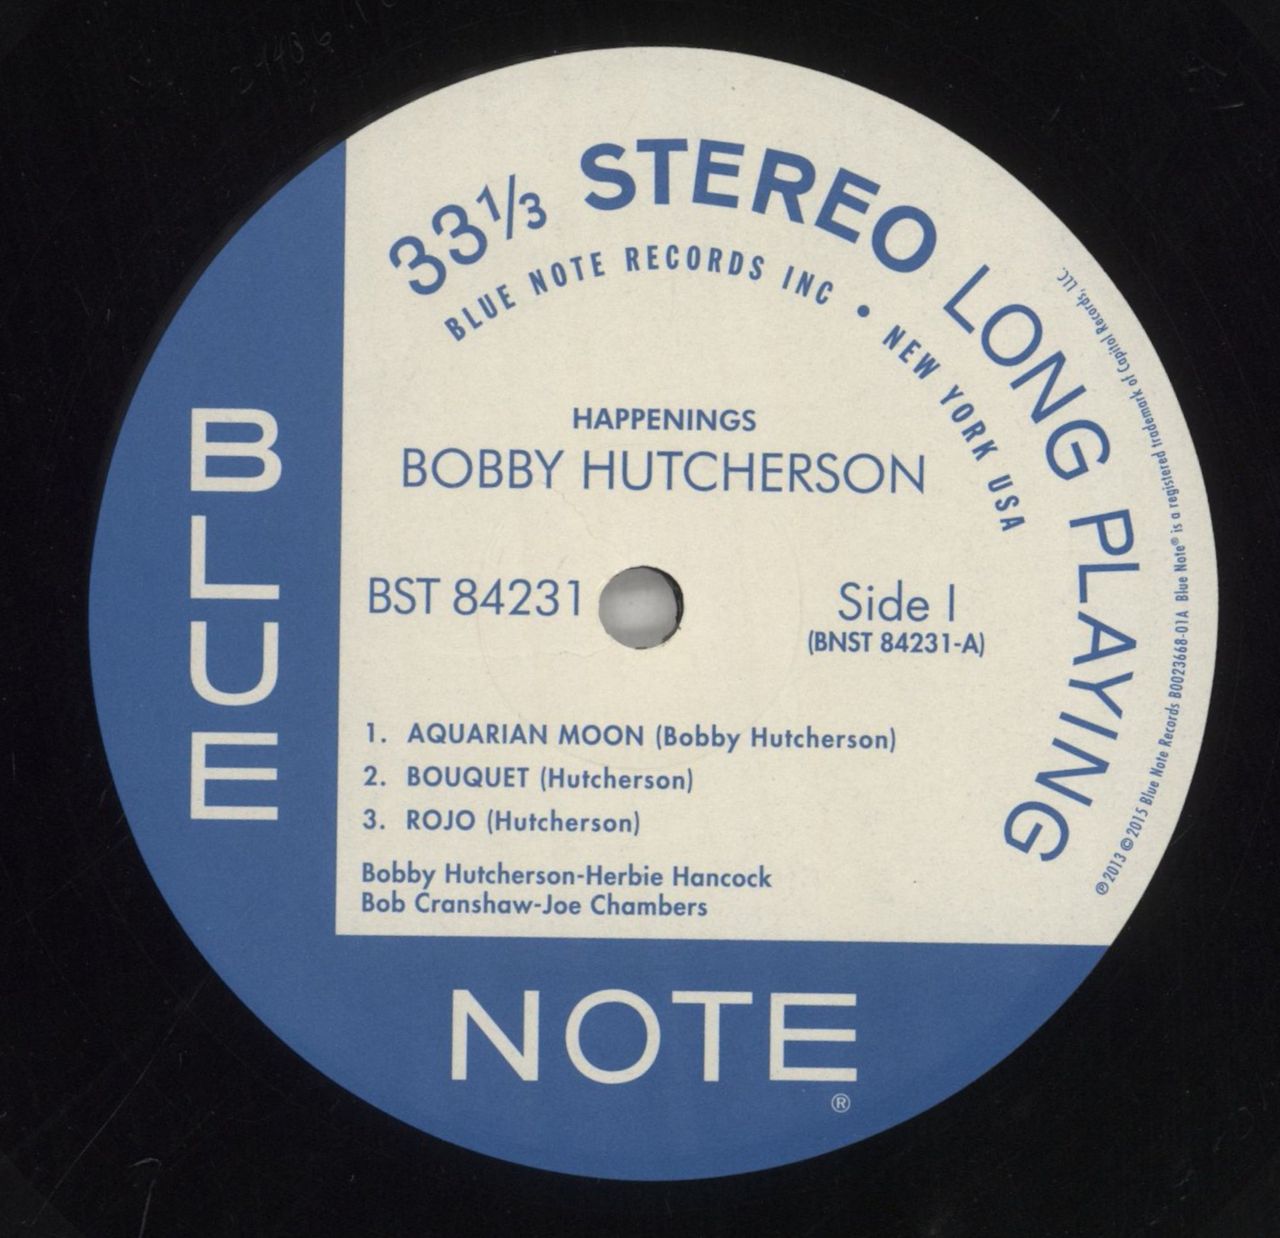 33 1/3 STEREO LONG PLAYING
BLUE NOTE RECORDS INC • NEW YORK USA
HAPPENINGS
BOBBY HUTCHERSON
BST 84231
Side I
(BNST 84231-A)
1. AQUARIAN MOON (Bobby Hutcherson)
2. BOUQUET (Hutcherson)
3. ROJO (Hutcherson)
Bobby Hutcherson-Herbie Hancock
Bob Cranshaw-Joe Chambers
BLUE
NOTE
®
℗ 2013 © 2015 Blue Note Records B0023668-01A Blue Note® is a registered trademark of Capitol Records, LLC.